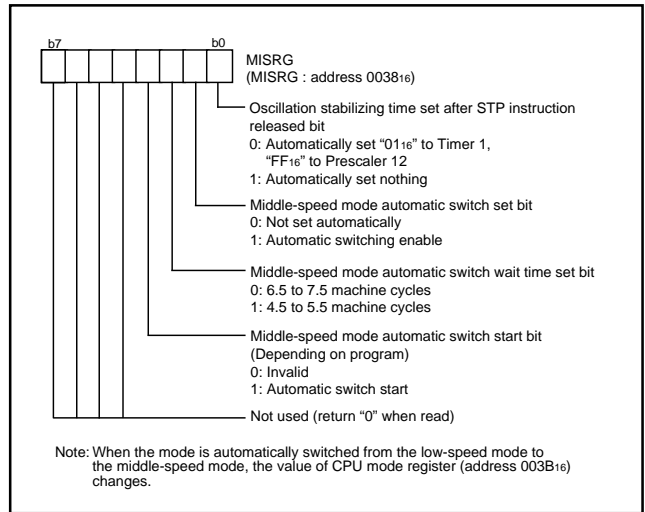 b7 b0
MISRG
(MISRG : address 003816)
Oscillation stabilizing time set after STP instruction
released bit
0: Automatically set “0116” to Timer 1,
“FF16” to Prescaler 12
1: Automatically set nothing
Middle-speed mode automatic switch set bit
0: Not set automatically
1: Automatic switching enable
Middle-speed mode automatic switch wait time set bit
0: 6.5 to 7.5 machine cycles
1: 4.5 to 5.5 machine cycles
Middle-speed mode automatic switch start bit
(Depending on program)
0: Invalid
1: Automatic switch start
Not used (return “0” when read)
Note: When the mode is automatically switched from the low-speed mode to
the middle-speed mode, the value of CPU mode register (address 003B16)
changes.